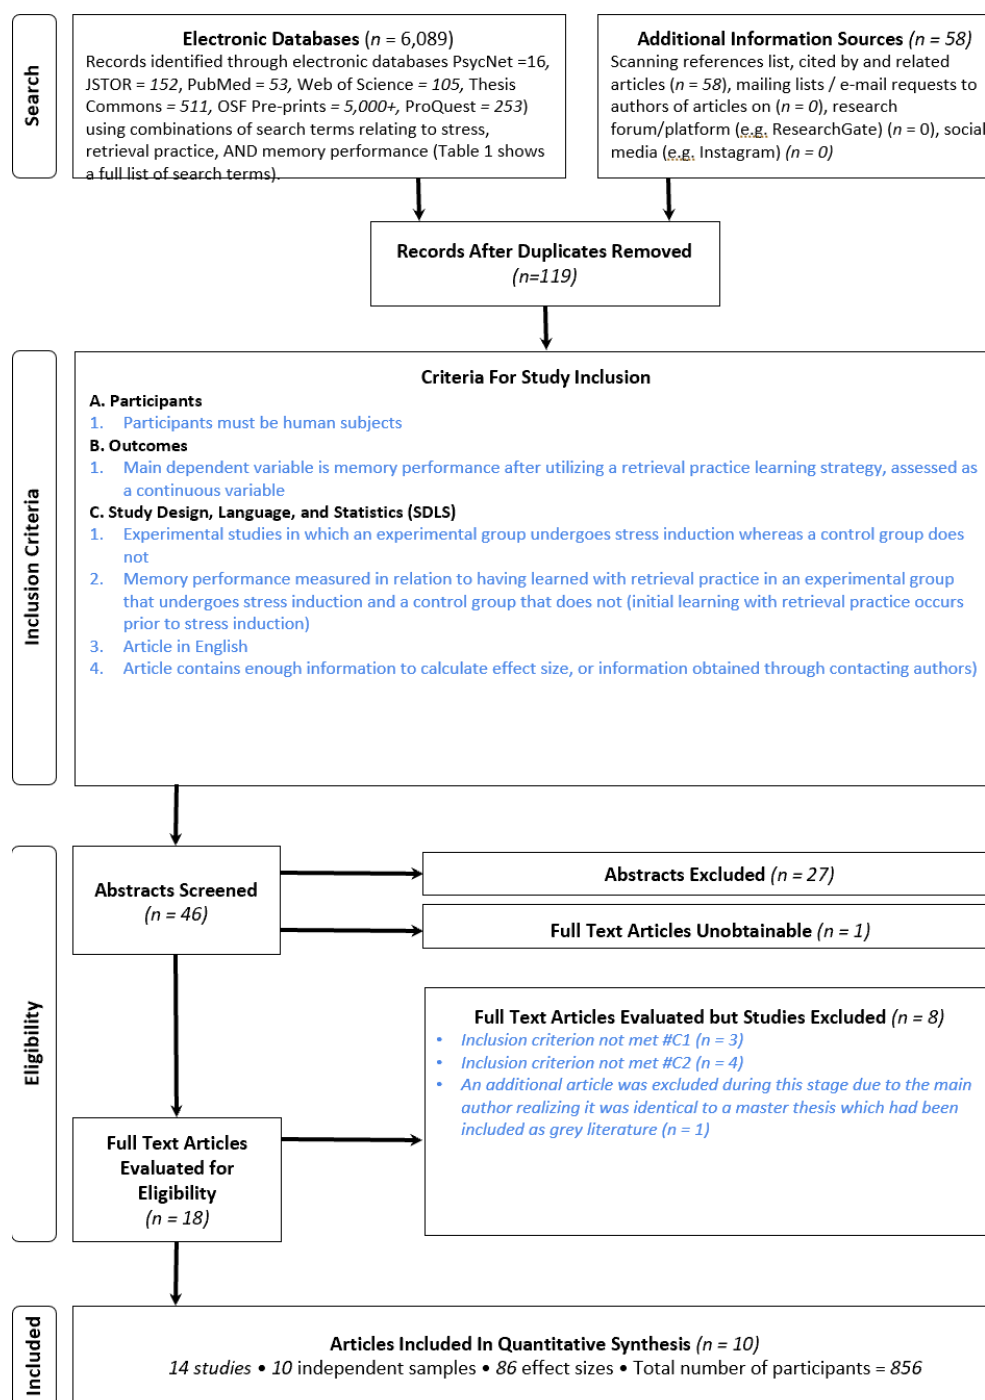 Search
Electronic Databases (n = 6,089)
Records identified through electronic databases PsycNet =16,
JSTOR = 152, PubMed = 53, Web of Science = 105, Thesis
Commons = 511, OSF Pre-prints = 5,000+, ProQuest = 253)
using combinations of search terms relating to stress,
retrieval practice, AND memory performance (Table 1 shows
a full list of search terms).
Additional Information Sources (n = 58)
Scanning references list, cited by and related
articles (n = 58), mailing lists / e-mail requests to
authors of articles on (n = 0), research
forum/platform (e.g. ResearchGate) (n = 0), social
media (e.g. Instagram) (n = 0)
Records After Duplicates Removed
(n=119)
Inclusion Criteria
Criteria For Study Inclusion
A. Participants
1. Participants must be human subjects
B. Outcomes
1. Main dependent variable is memory performance after utilizing a retrieval practice learning strategy, assessed as
a continuous variable
C. Study Design, Language, and Statistics (SDLS)
1. Experimental studies in which an experimental group undergoes stress induction whereas a control group does
not
2. Memory performance measured in relation to having learned with retrieval practice in an experimental group
that undergoes stress induction and a control group that does not (initial learning with retrieval practice occurs
prior to stress induction)
3. Article in English
4. Article contains enough information to calculate effect size, or information obtained through contacting authors)
Eligibility
Abstracts Screened
(n = 46)
Abstracts Excluded (n = 27)
Full Text Articles Unobtainable (n = 1)
Full Text Articles Evaluated but Studies Excluded (n = 8)
• Inclusion criterion not met #C1 (n = 3)
• Inclusion criterion not met #C2 (n = 4)
• An additional article was excluded during this stage due to the main
author realizing it was identical to a master thesis which had been
included as grey literature (n = 1)
Full Text Articles
Evaluated for
Eligibility
(n = 18)
Included
Articles Included In Quantitative Synthesis (n = 10)
14 studies • 10 independent samples • 86 effect sizes • Total number of participants = 856